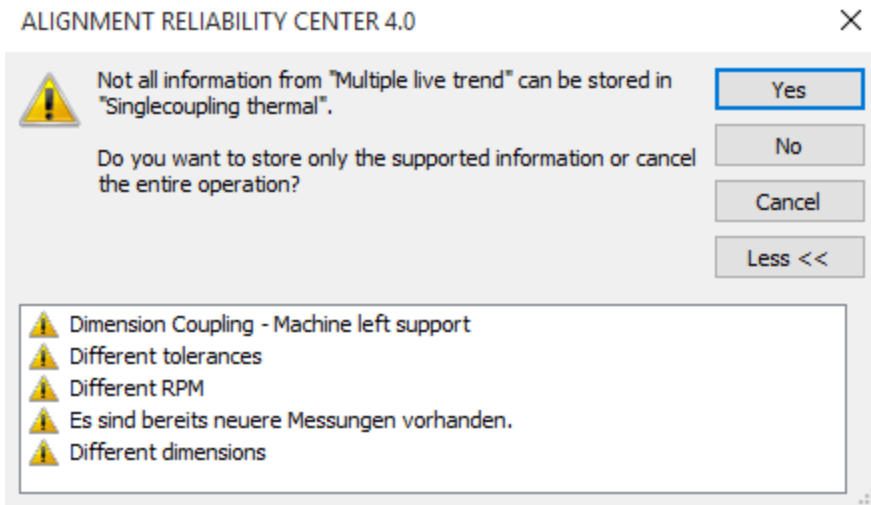 ALIGNMENT RELIABILITY CENTER 4.0
Not all information from "Multiple live trend" can be stored in
"Singlecoupling thermal".
Do you want to store only the supported information or cancel
the entire operation?
Yes
No
Cancel
Less <<
Dimension Coupling - Machine left support
Different tolerances
Different RPM
Es sind bereits neuere Messungen vorhanden.
Different dimensions